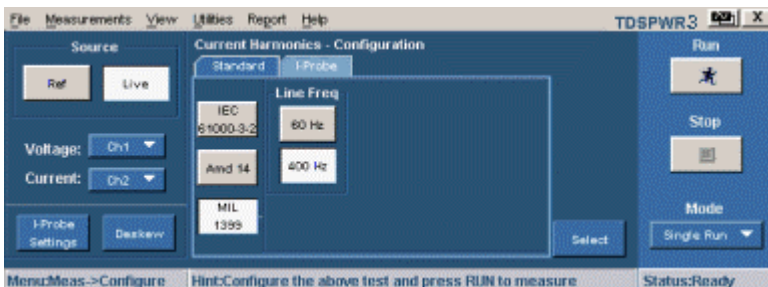 File Measurements View Utilities Report Help TDSPWR3 X
Source
Ref Live
Voltage: Ch1
Current: Ch2
I-Probe Settings
Deskew
Current Harmonics - Configuration
Standard I-Probe
IEC 61000-3-2
Amd 14
MIL 1399
Line Freq
60 Hz
400 Hz
Select
Run
Stop
Mode
Single Run
Menu:Meas->Configure Hint:Configure the above test and press RUN to measure Status:Ready